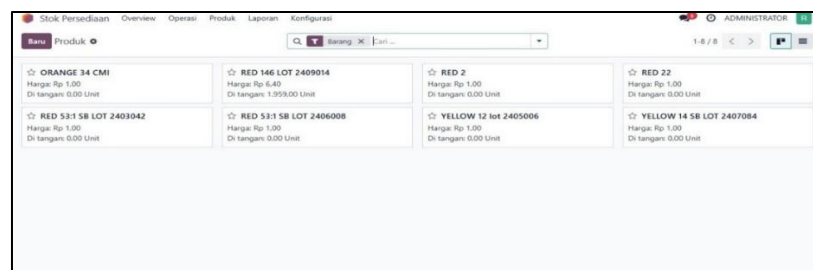 Stok Persediaan Overview Operasi Produk Laporan Konfigurasi ADMINISTRATOR R
Baru Produk Barang × Cari ... 1-8 / 8
ORANGE 34 CMI
Harga: Rp 1,00
Di tangan: 0,00 Unit
RED 146 LOT 2409014
Harga: Rp 6,40
Di tangan: 1.959,00 Unit
RED 2
Harga: Rp 1,00
Di tangan: 0,00 Unit
RED 22
Harga: Rp 1,00
Di tangan: 0,00 Unit
RED 53:1 SB LOT 2403042
Harga: Rp 1,00
Di tangan: 0,00 Unit
RED 53:1 SB LOT 2406008
Harga: Rp 1,00
Di tangan: 0,00 Unit
YELLOW 12 lot 2405006
Harga: Rp 1,00
Di tangan: 0,00 Unit
YELLOW 14 SB LOT 2407084
Harga: Rp 1,00
Di tangan: 0,00 Unit